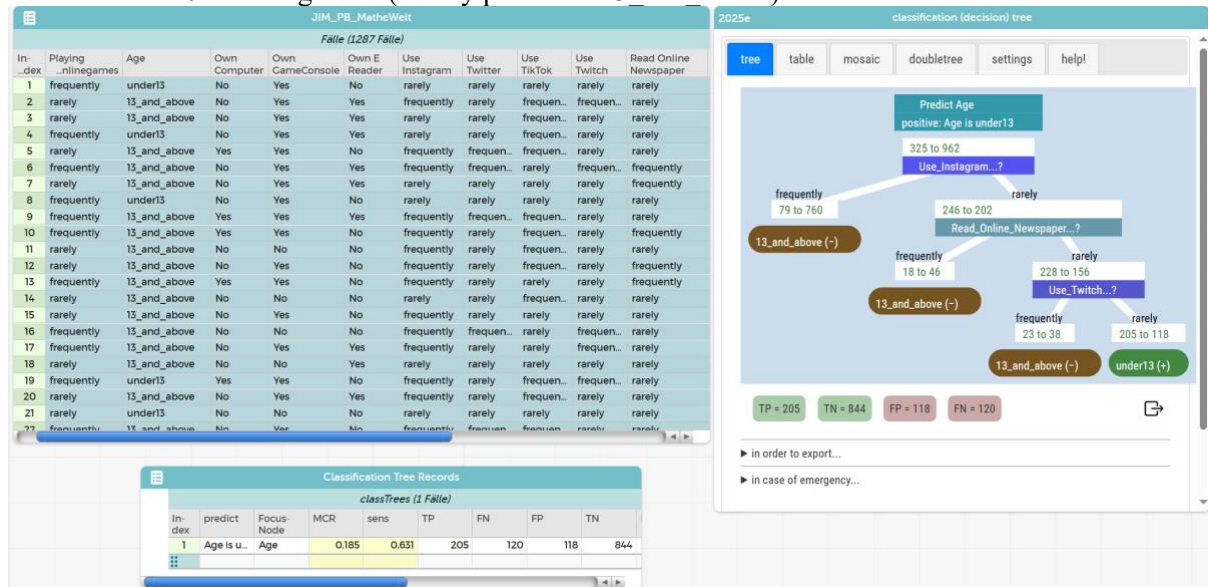 JIM_PB_MatheWelt
Fälle (1287 Fälle)
In-...dex Playing ...nlinegames Age Own Computer Own GameConsole Own E Reader Use Instagram Use Twitter Use TikTok Use Twitch Read Online Newspaper
1 frequently under13 No Yes No rarely rarely rarely rarely rarely
2 rarely 13_and_above No Yes Yes frequently rarely frequen... frequen... rarely
3 rarely 13_and_above No Yes Yes frequently rarely frequen... rarely rarely
4 frequently under13 No Yes No frequently rarely frequen... rarely rarely
5 rarely 13_and_above Yes Yes No frequently frequen... frequen... rarely rarely
6 frequently 13_and_above No Yes Yes frequently frequen... rarely frequen... frequently
7 rarely 13_and_above No Yes Yes rarely rarely rarely rarely frequently
8 frequently under13 No Yes No rarely rarely rarely rarely rarely
9 frequently 13_and_above Yes Yes Yes frequently frequen... frequen... rarely rarely
10 frequently 13_and_above Yes Yes No frequently rarely frequen... rarely frequently
11 rarely 13_and_above No No No frequently rarely frequen... rarely rarely
12 rarely 13_and_above No Yes No frequently rarely frequen... rarely frequently
13 frequently 13_and_above Yes Yes No frequently rarely rarely rarely frequently
14 rarely 13_and_above No No No rarely rarely frequen... rarely rarely
15 rarely 13_and_above No Yes No frequently rarely rarely rarely rarely
16 frequently 13_and_above No No No frequently frequen... rarely frequen... rarely
17 frequently 13_and_above No Yes Yes frequently rarely rarely frequen... rarely
18 rarely 13_and_above No No Yes rarely rarely rarely rarely rarely
19 frequently under13 Yes Yes No frequently rarely frequen... frequen... rarely
20 rarely 13_and_above No Yes Yes frequently rarely frequen... rarely rarely
21 rarely under13 No No No rarely rarely rarely rarely rarely
22 frequently 13_and_above No Yes No frequently frequen... frequen... rarely rarely
2025e classification (decision) tree
tree table mosaic doubletree settings help!
Predict Age
positive: Age is under13
325 to 962
Use_Instagram...?
frequently rarely
79 to 760 246 to 202
13_and_above (-) Read_Online_Newspaper...?
frequently rarely
18 to 46 228 to 156
13_and_above (-) Use_Twitch...?
frequently rarely
23 to 38 205 to 118
13_and_above (-) under13 (+)
TP = 205 TN = 844 FP = 118 FN = 120
▶ in order to export...
▶ in case of emergency...
Classification Tree Records
classTrees (1 Fälle)
In-dex predict Focus-Node MCR sens TP FN FP TN
1 Age is u... Age 0.185 0.631 205 120 118 844